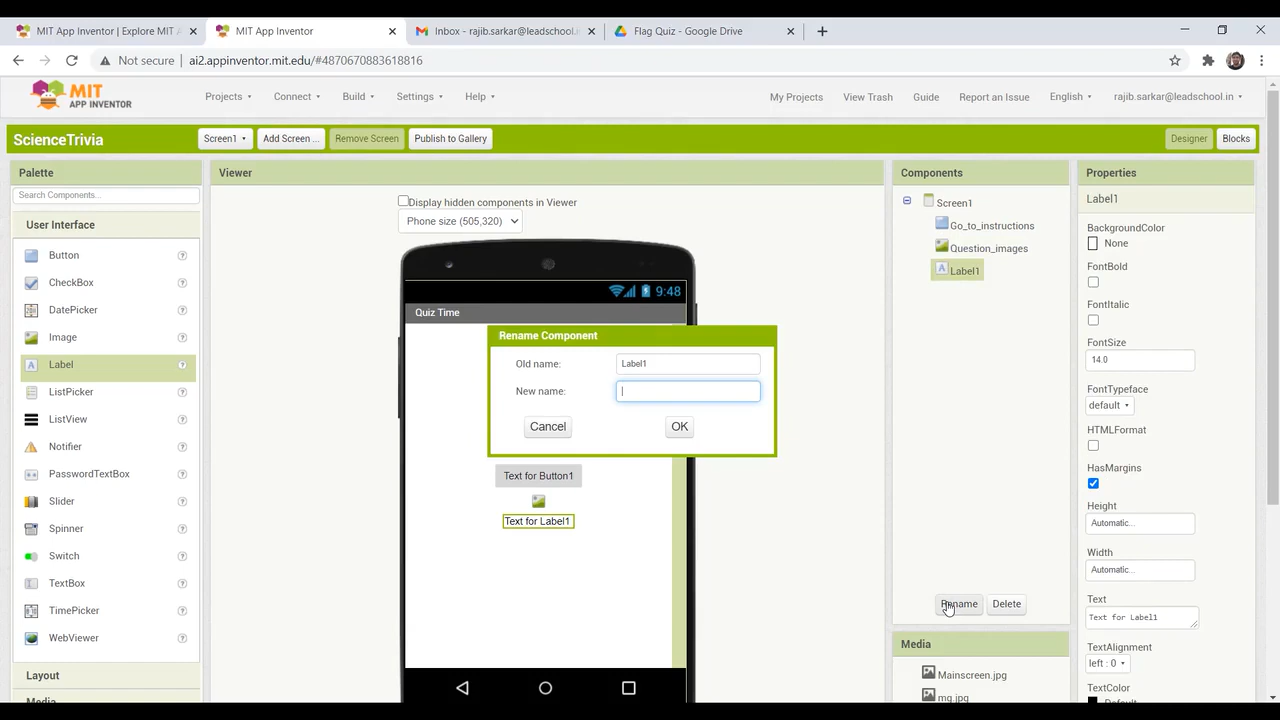 MIT App Inventor | Explore MIT A
MIT App Inventor
Inbox - rajib.sarkar@leadschool.
Flag Quiz - Google Drive
Not secure
ai2.appinventor.mit.edu/#4870670883618816
MIT
APP INVENTOR
Projects
Connect
Build
Settings
Help
My Projects
View Trash
Guide
Report an Issue
English
rajib.sarkar@leadschool.in
ScienceTrivia
Screen1
Add Screen ...
Remove Screen
Publish to Gallery
Designer
Blocks
Palette
Search Components...
User Interface
Button
CheckBox
DatePicker
Image
Label
ListPicker
ListView
Notifier
PasswordTextBox
Slider
Spinner
Switch
TextBox
TimePicker
WebViewer
Layout
Media
Viewer
Display hidden components in Viewer
Phone size (505,320)
9:48
Quiz Time
Rename Component
Old name:
Label1
New name:
Cancel
OK
Text for Button1
Text for Label1
Components
Screen1
Go_to_instructions
Question_images
Label1
Rename
Delete
Media
Mainscreen.jpg
mg.jpg
Properties
Label1
BackgroundColor
None
FontBold
FontItalic
FontSize
14.0
FontTypeface
default
HTMLFormat
HasMargins
Height
Automatic...
Width
Automatic...
Text
Text for Label1
TextAlignment
left : 0
TextColor
Default